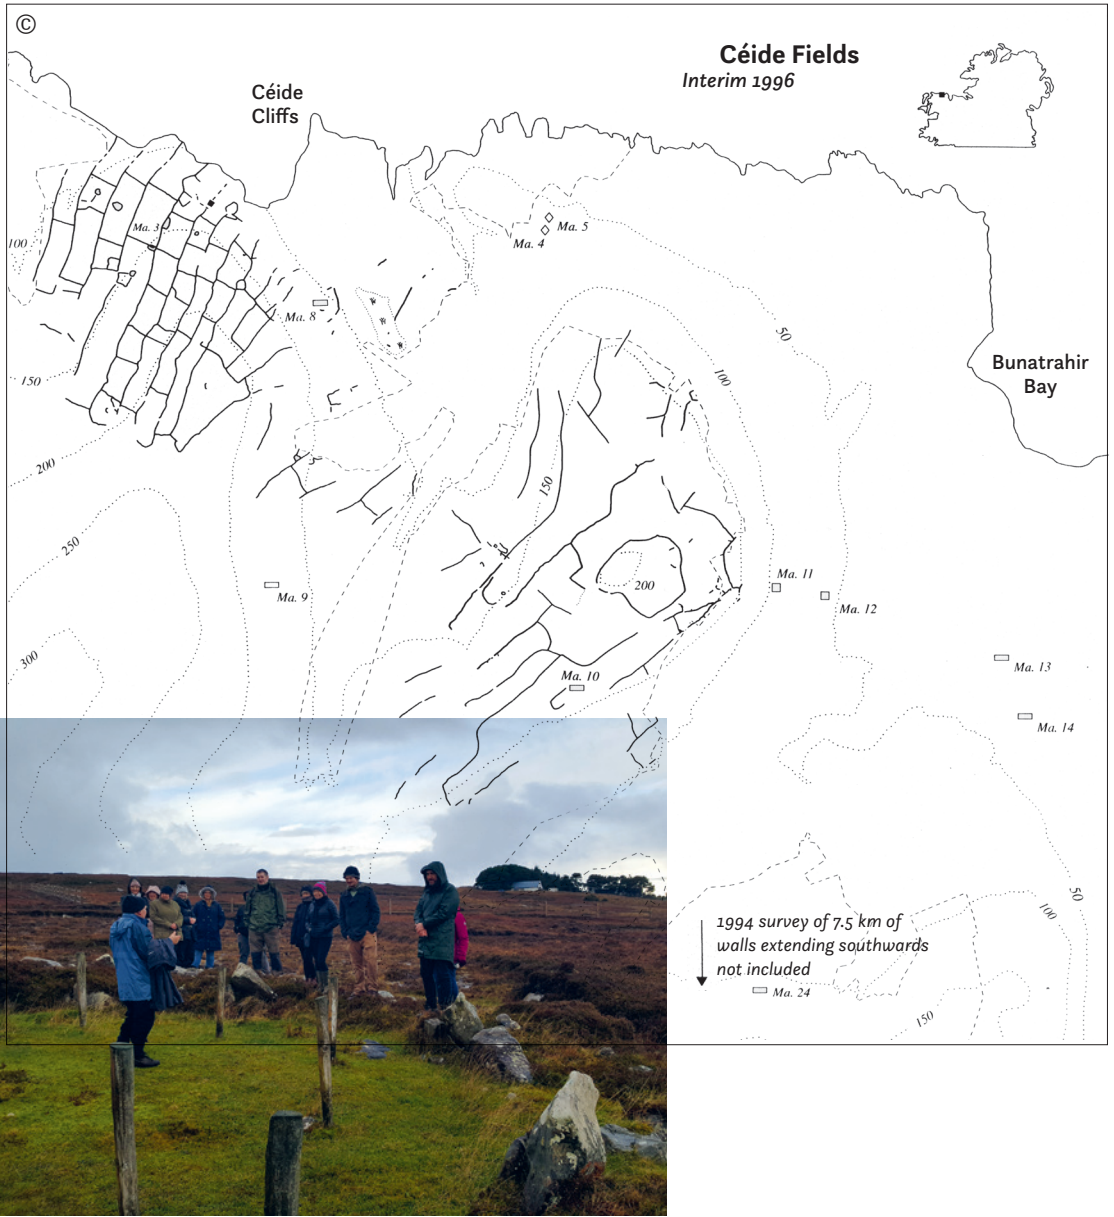 ©
Céide Fields
Interim 1996
Céide
Cliffs
Ma. 3
Ma. 5
Ma. 4
100
Ma. 8
50
150
100
Bunatrahir
Bay
200
150
250
Ma. 9
200
Ma. 11
Ma. 12
300
Ma. 10
Ma. 13
Ma. 14
50
100
1994 survey of 7.5 km of
walls extending southwards
not included
Ma. 24
150